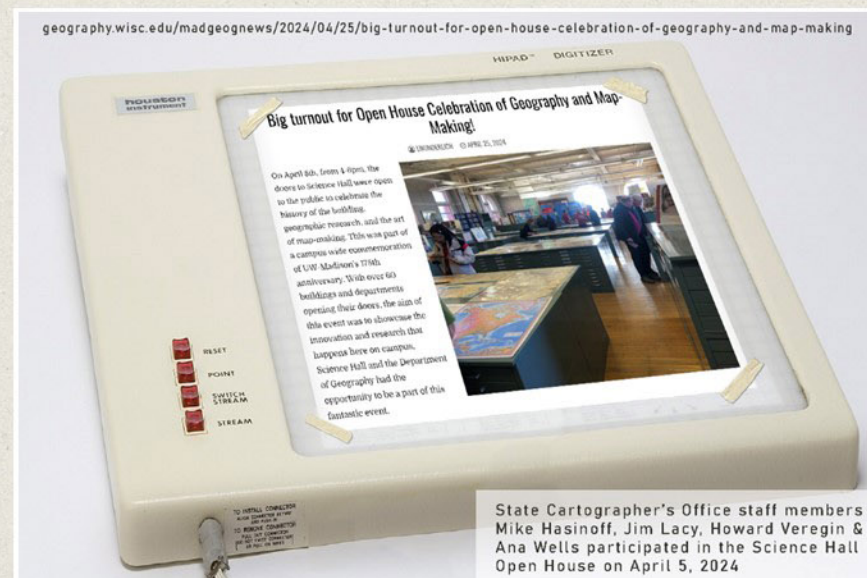 geography.wisc.edu/madgeognews/2024/04/25/big-turnout-for-open-house-celebration-of-geography-and-map-making
HIPAD™ DIGITIZER
houston
instrument
Big turnout for Open House Celebration of Geography and Map-
Making!
APRIL 25, 2024
On April 5th, from 4-6pm, the
doors to Science Hall were open
to the public to celebrate the
history of the building,
geographic research, and the art
of map-making. This was part of
a campus wide commemoration
of UW-Madison's 175th
anniversary. With over 60
buildings and departments
opening their doors, the aim of
this event was to showcase the
innovation and research that
happens here on campus,
Science Hall and the Department
of Geography had the
opportunity to be a part of this
fantastic event.
RESET
POINT
SWITCH
STREAM
STREAM
TO INSTALL CONNECTOR
TO REMOVE CONNECTOR
State Cartographer's Office staff members
Mike Hasinoff, Jim Lacy, Howard Veregin &
Ana Wells participated in the Science Hall
Open House on April 5, 2024